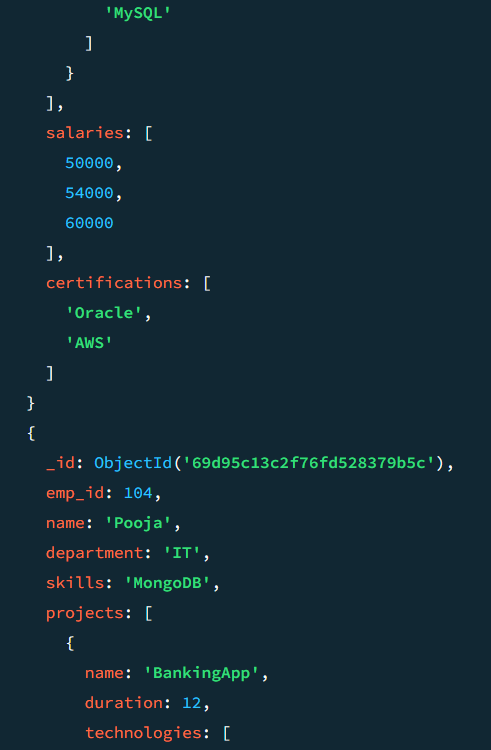 'MySQL'
]
}
],
salaries: [
50000,
54000,
60000
],
certifications: [
'Oracle',
'AWS'
]
}
{
_id: ObjectId('69d95c13c2f76fd528379b5c'),
emp_id: 104,
name: 'Pooja',
department: 'IT',
skills: 'MongoDB',
projects: [
{
name: 'BankingApp',
duration: 12,
technologies: [